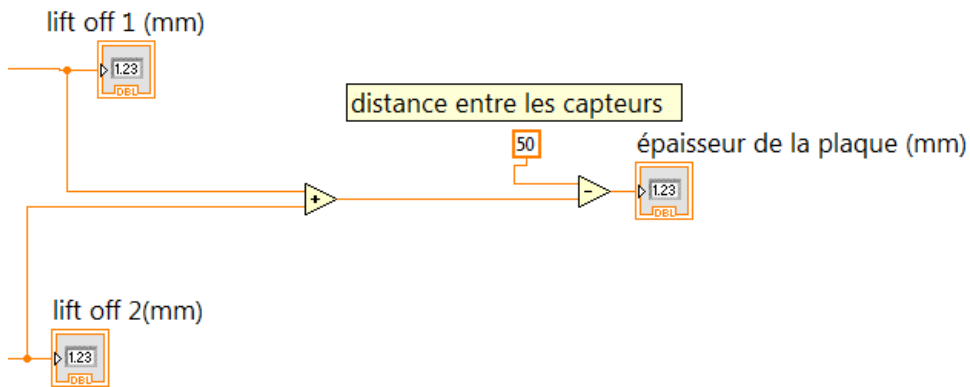 lift off 1 (mm)
1.23
DBL
distance entre les capteurs
50
épaisseur de la plaque (mm)
+
-
1.23
DBL
lift off 2(mm)
1.23
DBL